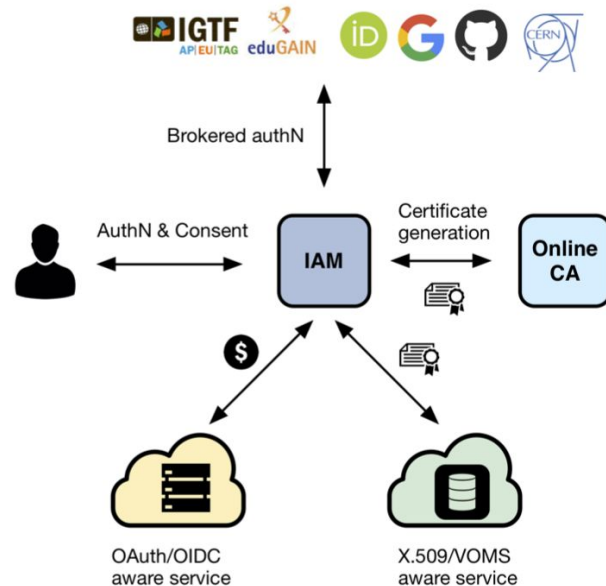 IGTF
AP|EU|TAG
eduGAIN
iD
G
CERN
Brokered authN
AuthN & Consent
IAM
Certificate
generation
Online
CA
$
OAuth/OIDC
aware service
X.509/VOMS
aware service